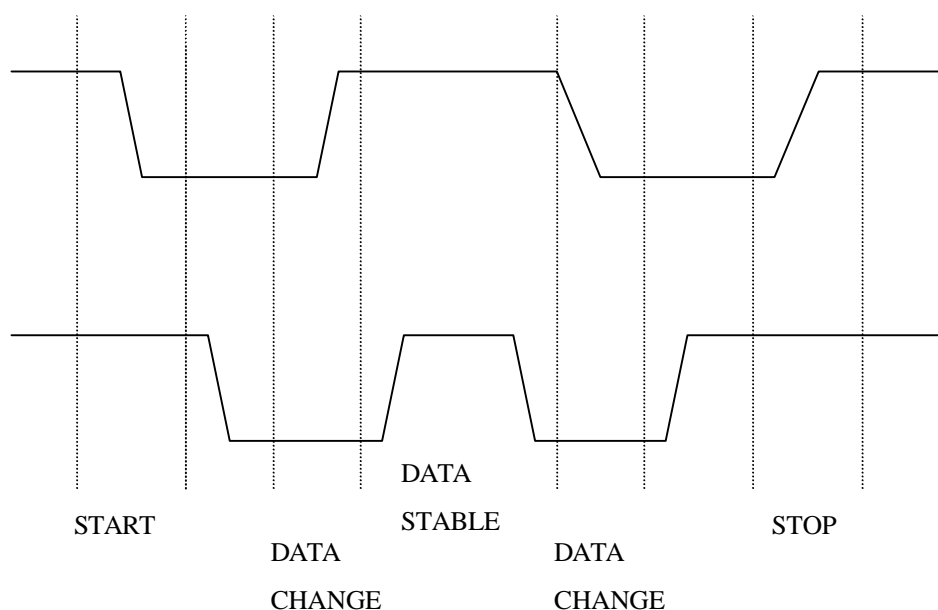 START
DATA
CHANGE
DATA
STABLE
DATA
CHANGE
STOP